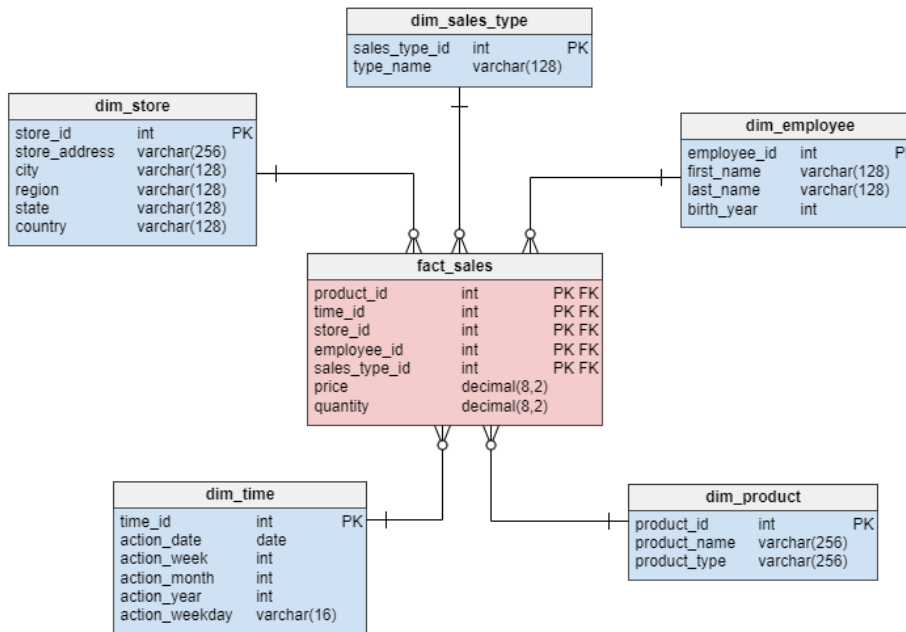 dim_sales_type
sales_type_id int PK
type_name varchar(128)
dim_store
store_id int PK
store_address varchar(256)
city varchar(128)
region varchar(128)
state varchar(128)
country varchar(128)
dim_employee
employee_id int P
first_name varchar(128)
last_name varchar(128)
birth_year int
fact_sales
product_id int PK FK
time_id int PK FK
store_id int PK FK
employee_id int PK FK
sales_type_id int PK FK
price decimal(8,2)
quantity decimal(8,2)
dim_time
time_id int PK
action_date date
action_week int
action_month int
action_year int
action_weekday varchar(16)
dim_product
product_id int PK
product_name varchar(256)
product_type varchar(256)